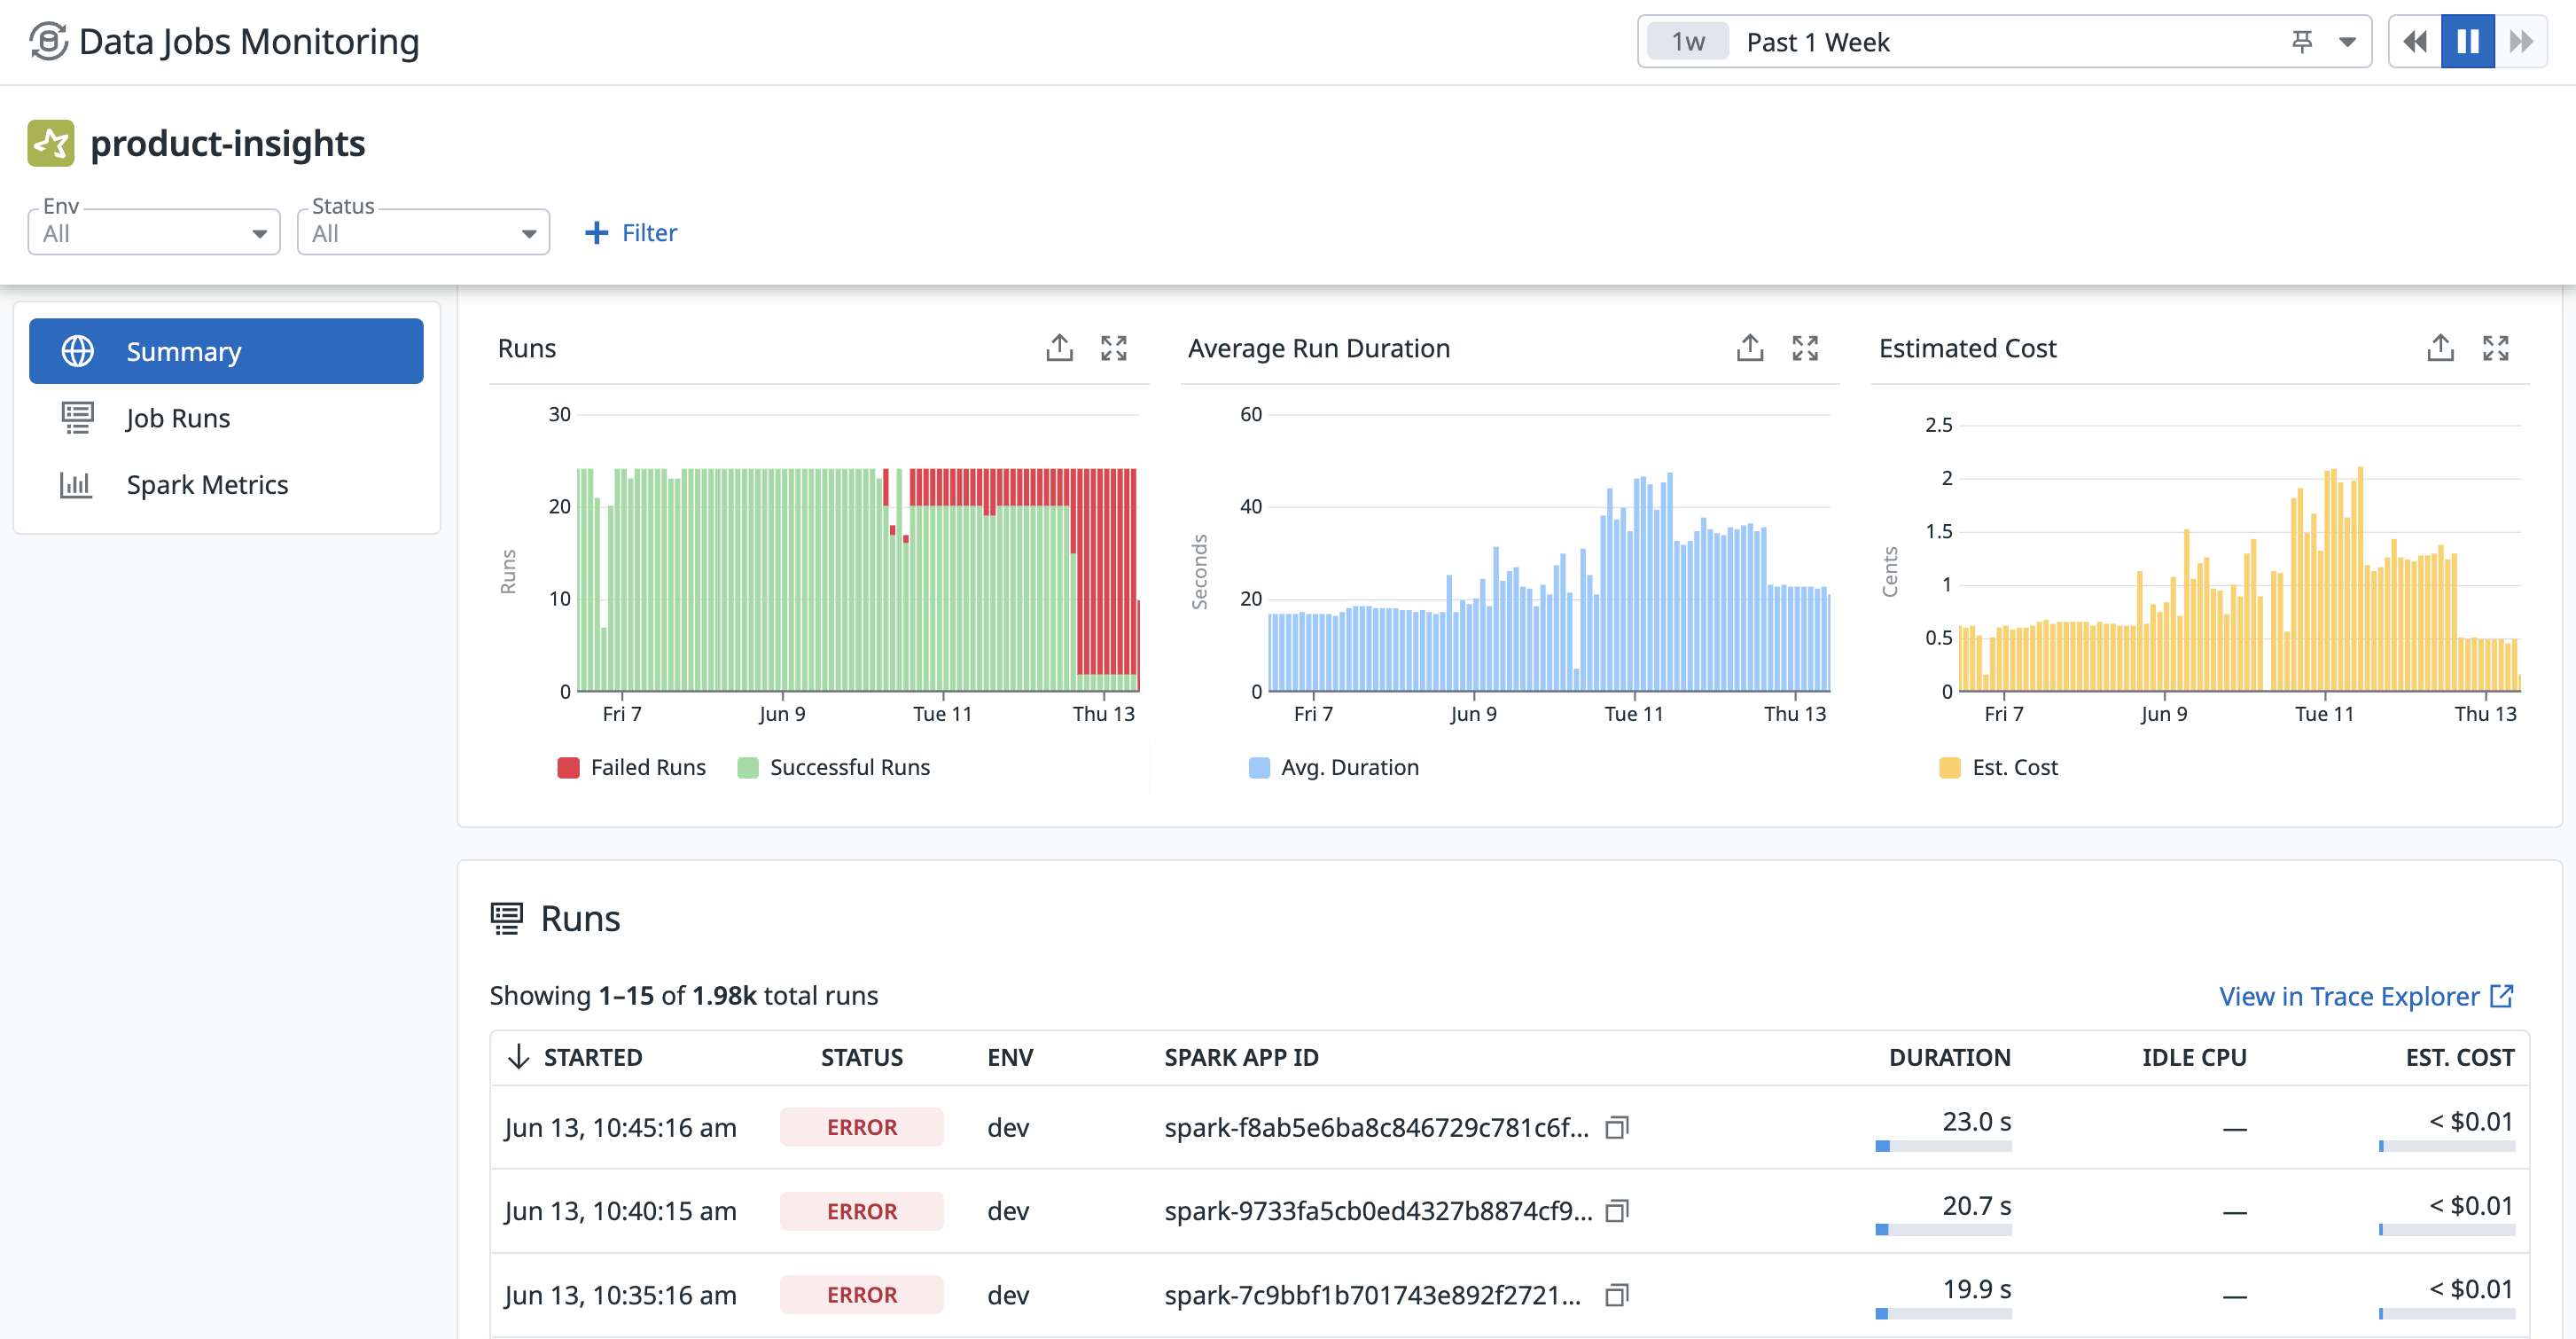 Data Jobs Monitoring
1w Past 1 Week
product-insights
Env
All
Status
All
+ Filter
Summary
Job Runs
Spark Metrics
Runs
30
20
10
0
Runs
Fri 7
Jun 9
Tue 11
Thu 13
Failed Runs
Successful Runs
Average Run Duration
60
40
20
0
Seconds
Fri 7
Jun 9
Tue 11
Thu 13
Avg. Duration
Estimated Cost
2.5
2
1.5
1
0.5
0
Cents
Fri 7
Jun 9
Tue 11
Thu 13
Est. Cost
Runs
Showing 1–15 of 1.98k total runs
View in Trace Explorer
STARTED STATUS ENV SPARK APP ID DURATION IDLE CPU EST. COST
Jun 13, 10:45:16 am ERROR dev spark-f8ab5e6ba8c846729c781c6f... 23.0 s — < $0.01
Jun 13, 10:40:15 am ERROR dev spark-9733fa5cb0ed4327b8874cf9... 20.7 s — < $0.01
Jun 13, 10:35:16 am ERROR dev spark-7c9bbf1b701743e892f2721... 19.9 s — < $0.01